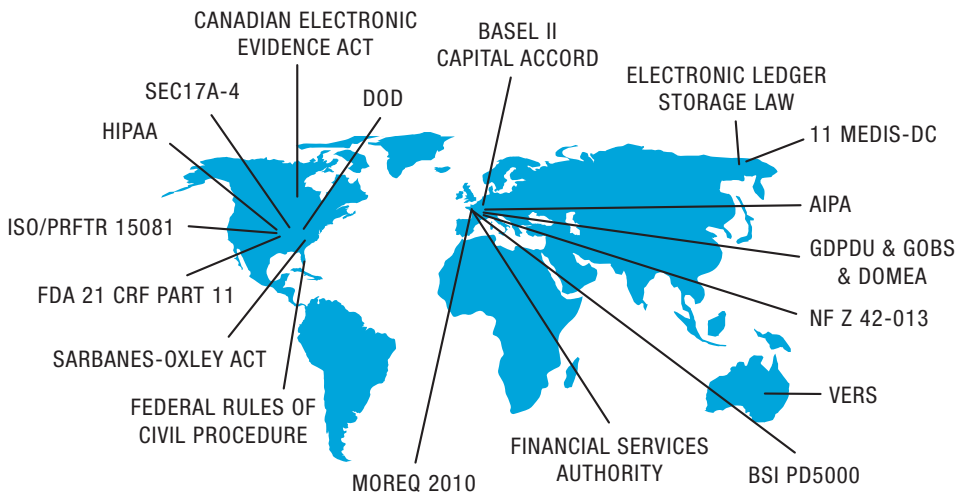 CANADIAN ELECTRONIC
EVIDENCE ACT
BASEL II
CAPITAL ACCORD
ELECTRONIC LEDGER
STORAGE LAW
SEC17A-4
DOD
HIPAA
11 MEDIS-DC
AIPA
ISO/PRFTR 15081
GDPDU & GOBS
& DOMEA
FDA 21 CRF PART 11
NF Z 42-013
SARBANES-OXLEY ACT
VERS
FEDERAL RULES OF
CIVIL PROCEDURE
FINANCIAL SERVICES
AUTHORITY
MOREQ 2010
BSI PD5000